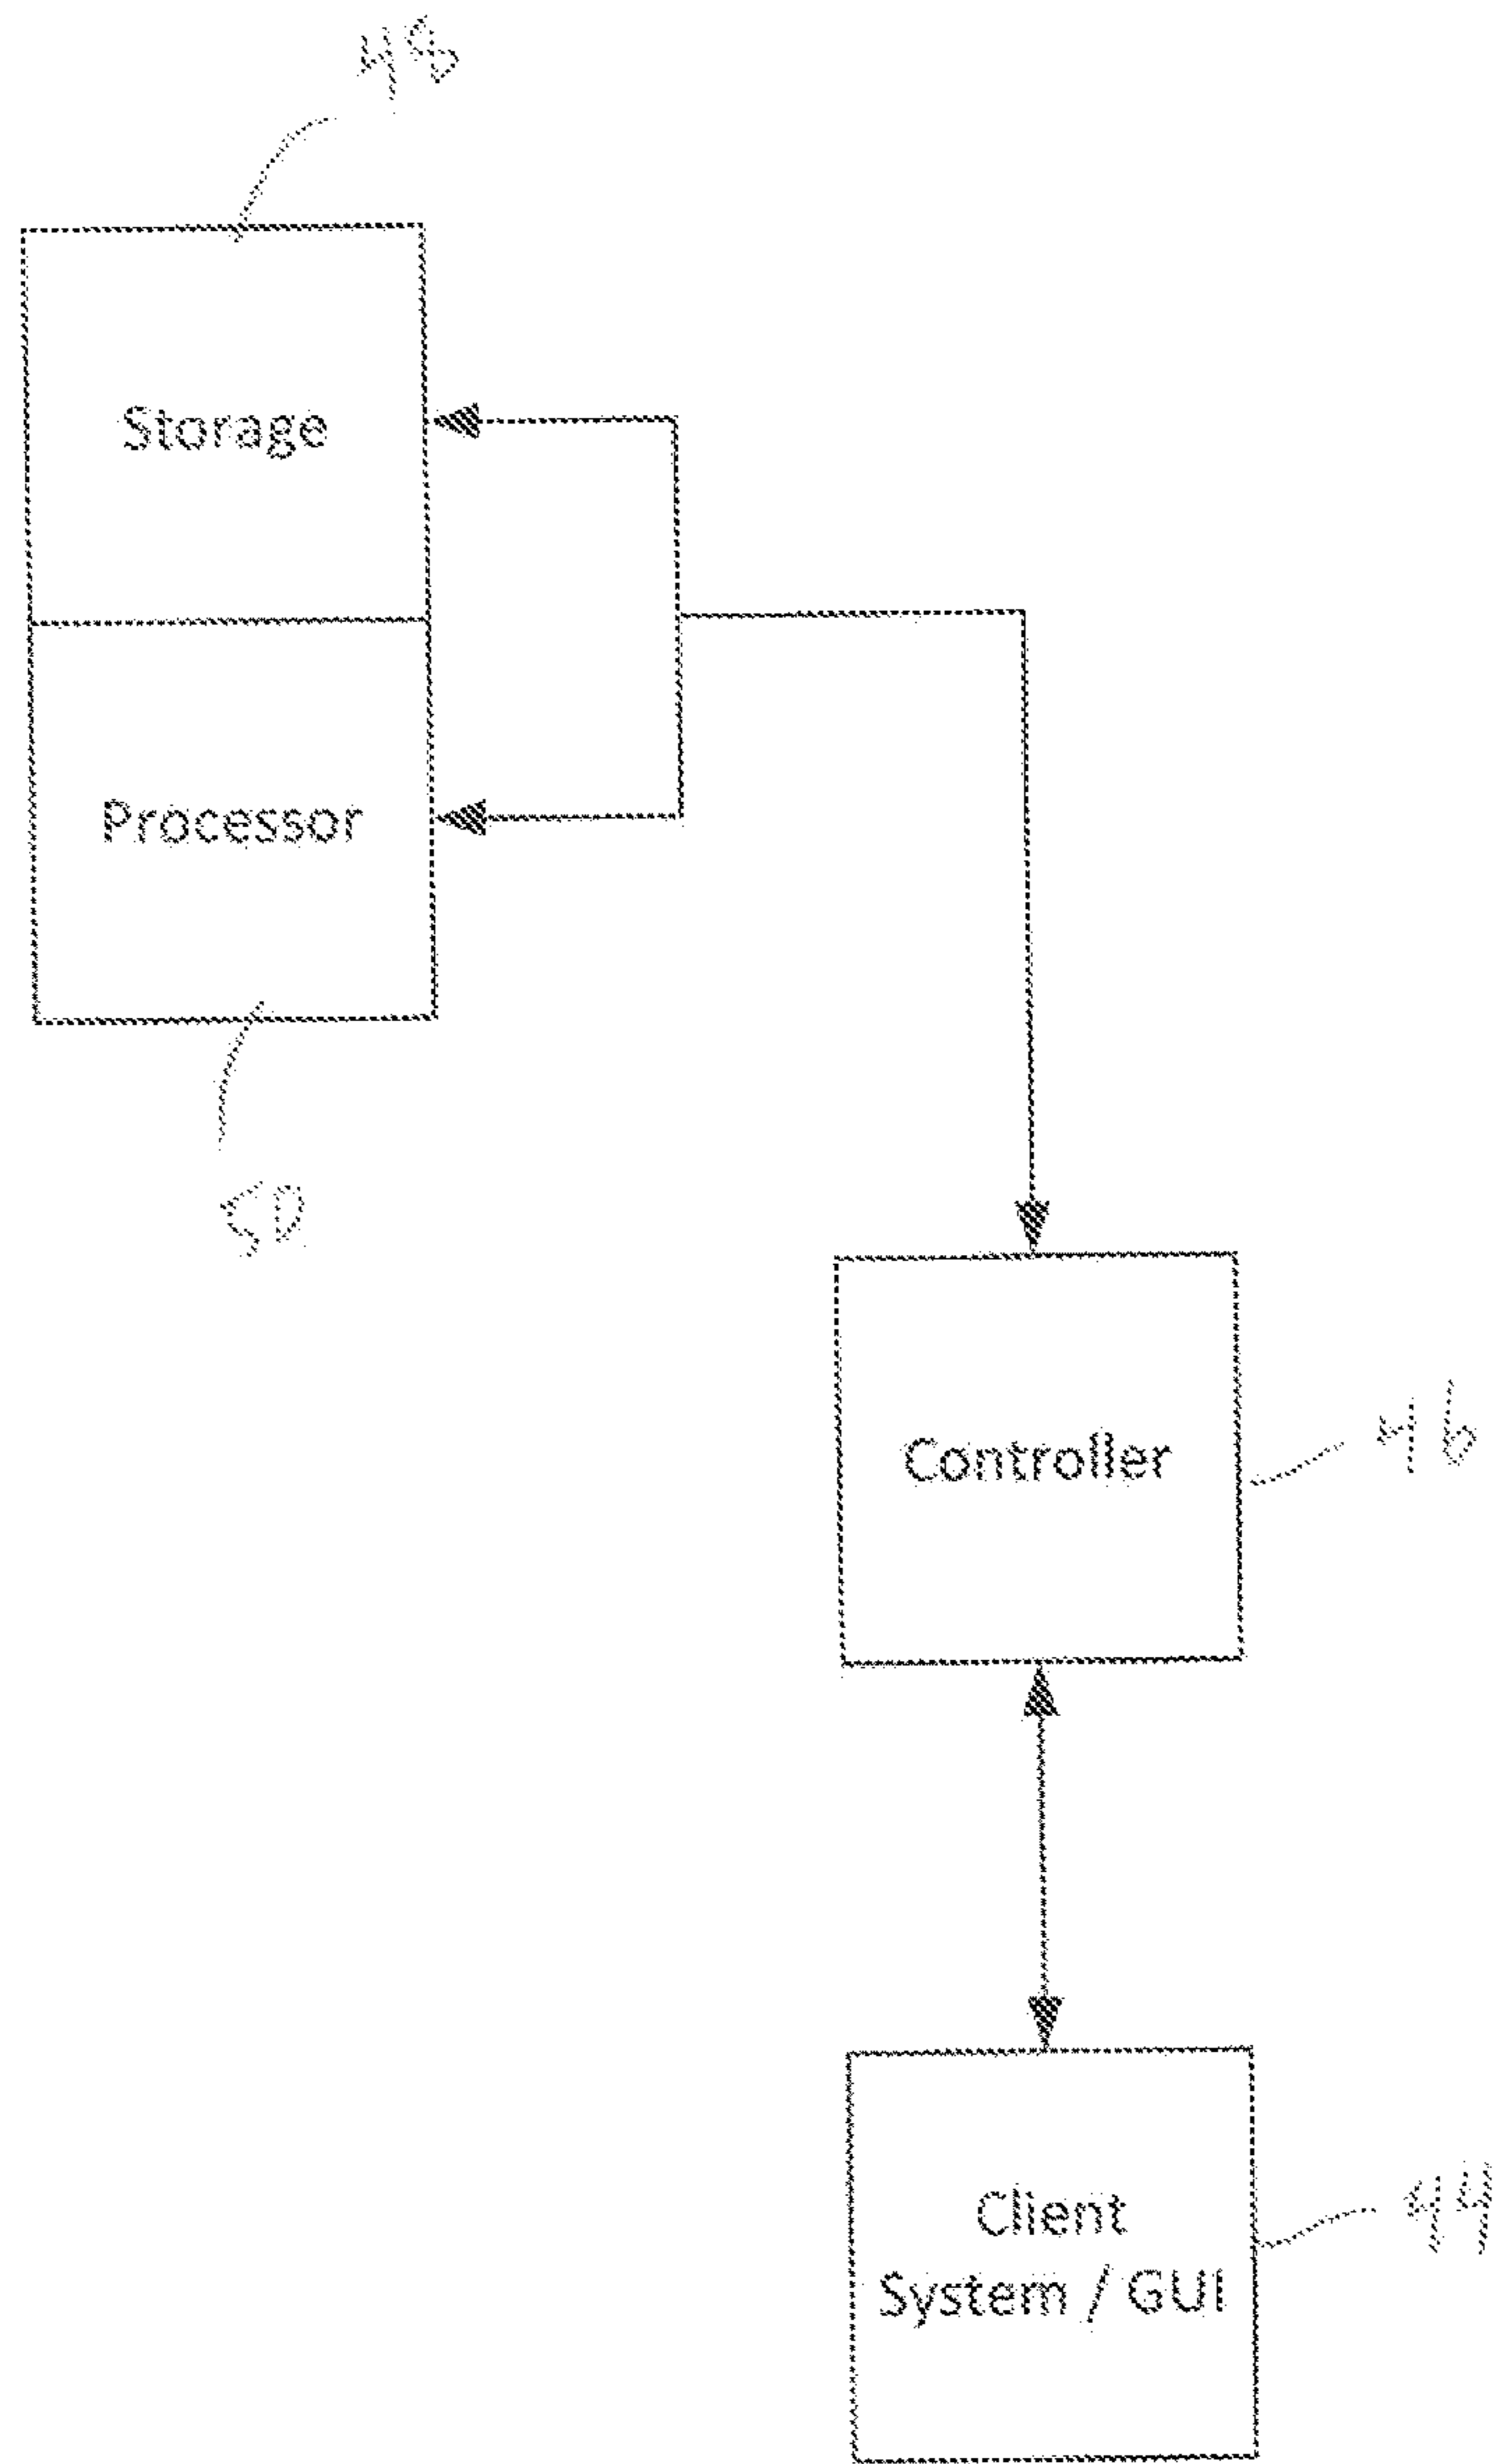 48
Storage
Processor
50
Controller
46
Client
System / GUI
44